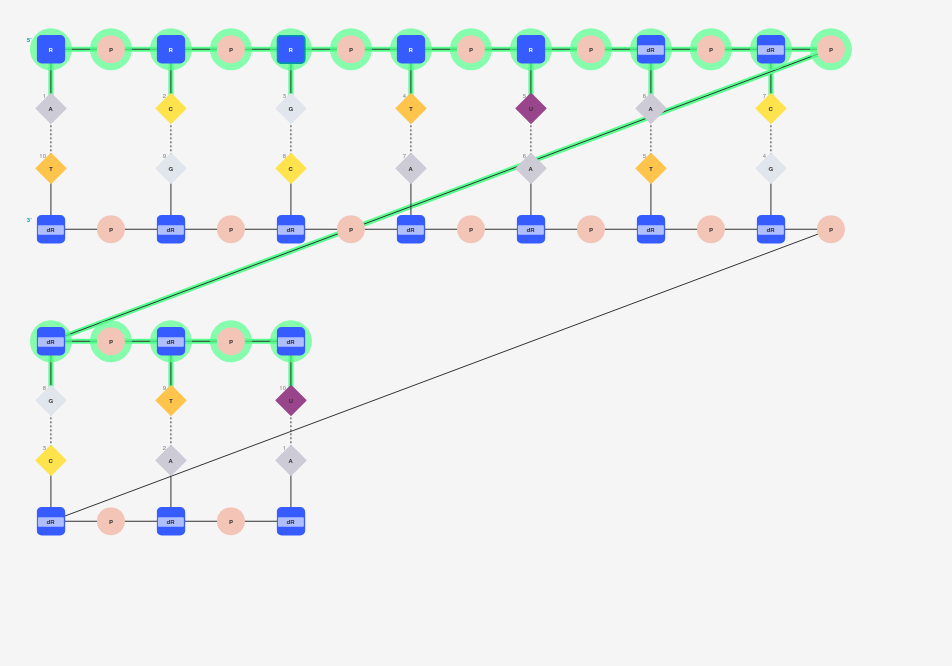 5'
R P R P R P R P R P dR P dR P
1 2 3 4 5 6 7
A C G T U A C
10 9 8 7 6 5 4
T G C A A T G
3'
dR P dR P dR P dR P dR P dR P dR P
dR P dR P dR
8 9 10
G T U
3 2 1
C A A
dR P dR P dR